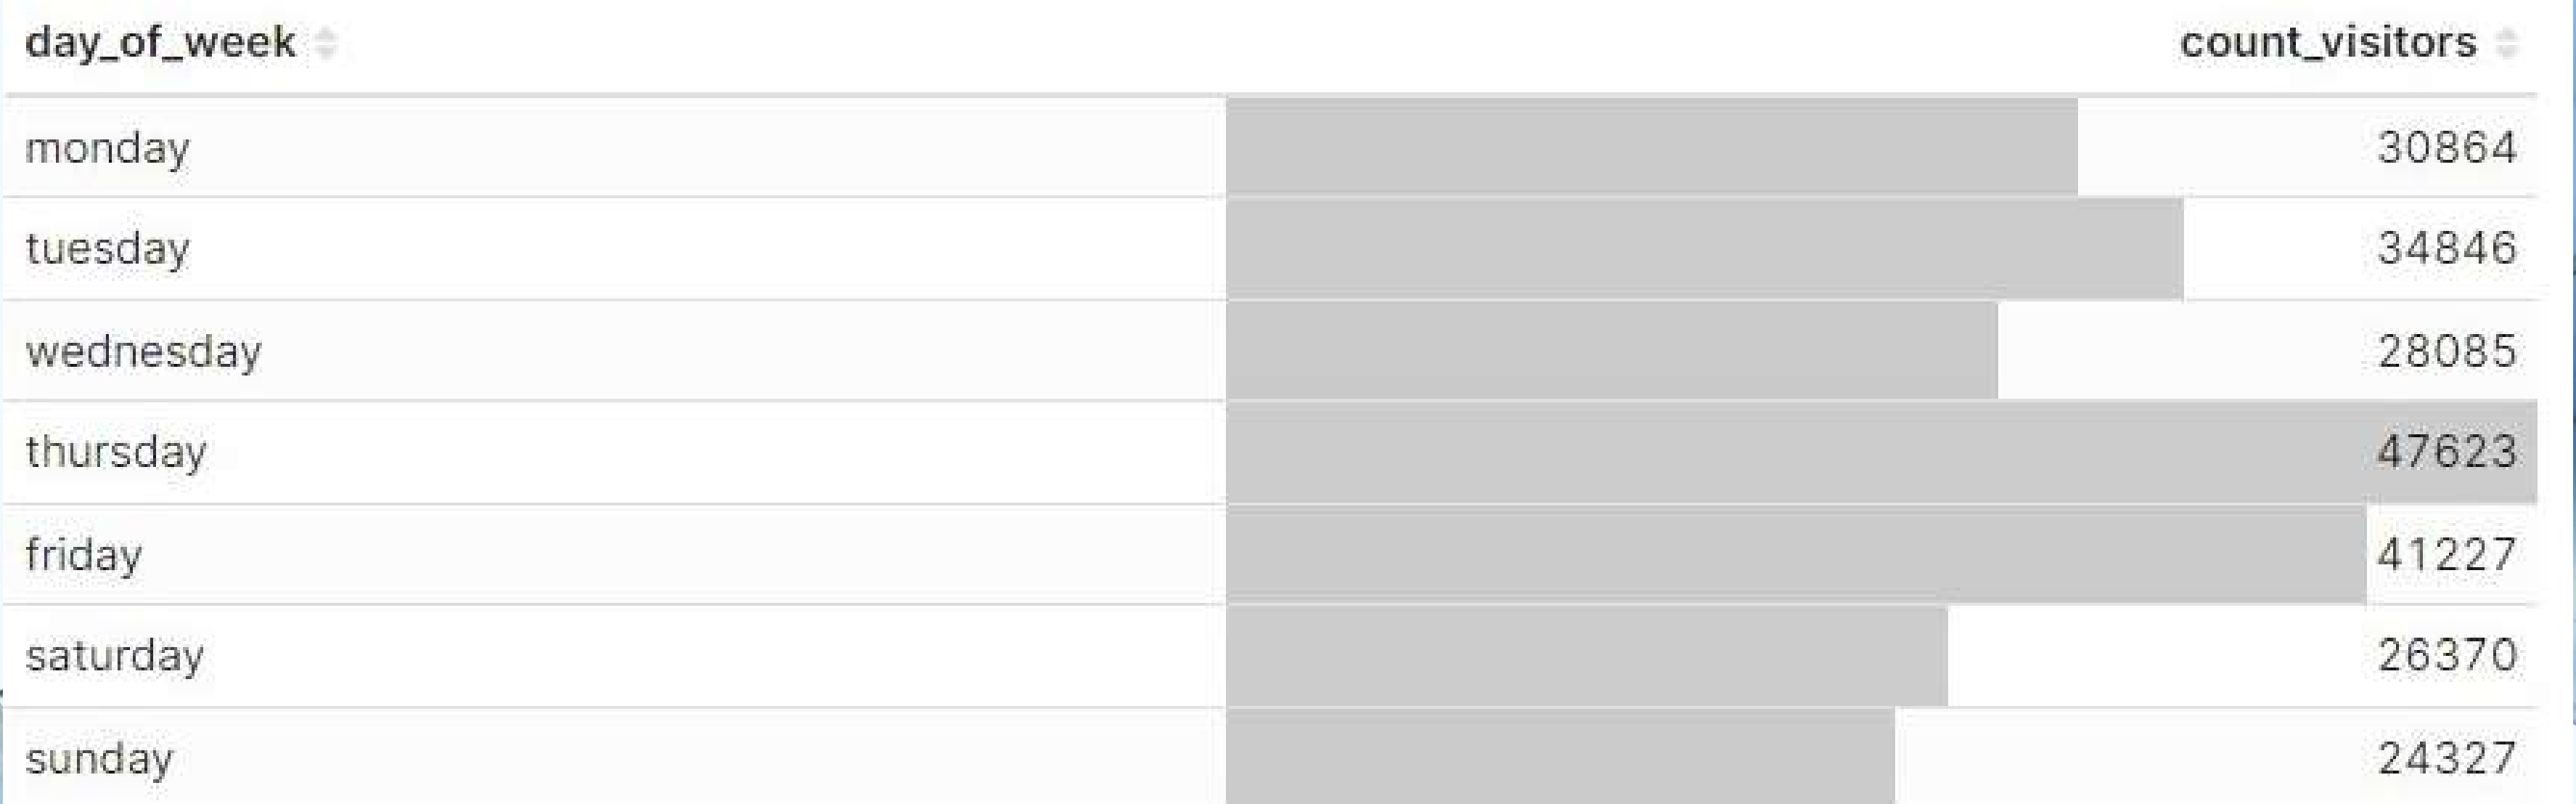 day_of_week count_visitors
monday 30864
tuesday 34846
wednesday 28085
thursday 47623
friday 41227
saturday 26370
sunday 24327